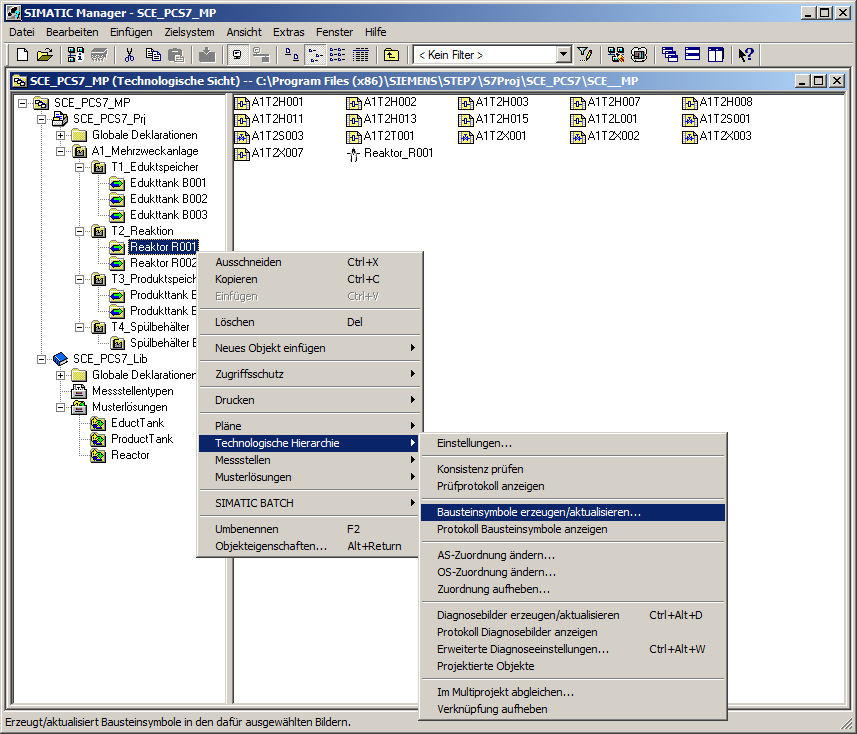 SIMATIC Manager - SCE_PCS7_MP
Datei Bearbeiten Einfügen Zielsystem Ansicht Extras Fenster Hilfe
< Kein Filter >
SCE_PCS7_MP (Technologische Sicht) -- C:\Program Files (x86)\SIEMENS\STEP7\S7Proj\SCE_PCS7\SCE__MP
SCE_PCS7_MP
SCE_PCS7_Prj
Globale Deklarationen
A1_Mehrzweckanlage
T1_Eduktspeicher
Edukttank B001
Edukttank B002
Edukttank B003
T2_Reaktion
Reaktor R001
Reaktor R002
T3_Produktspeich
Produkttank B
Produkttank B
T4_Spülbehälter
Spülbehälter B
SCE_PCS7_Lib
Globale Deklarationen
Messstellentypen
Musterlösungen
EductTank
ProductTank
Reactor
A1T2H001 A1T2H002 A1T2H003 A1T2H007 A1T2H008
A1T2H011 A1T2H013 A1T2H015 A1T2L001 A1T2S001
A1T2S003 A1T2T001 A1T2X001 A1T2X002 A1T2X003
A1T2X007 Reaktor_R001
Ausschneiden Ctrl+X
Kopieren Ctrl+C
Einfügen Ctrl+V
Löschen Del
Neues Objekt einfügen
Zugriffsschutz
Drucken
Pläne
Technologische Hierarchie
Messstellen
Musterlösungen
SIMATIC BATCH
Umbenennen F2
Objekteigenschaften... Alt+Return
Einstellungen...
Konsistenz prüfen
Prüfprotokoll anzeigen
Bausteinsymbole erzeugen/aktualisieren...
Protokoll Bausteinsymbole anzeigen
AS-Zuordnung ändern...
OS-Zuordnung ändern...
Zuordnung aufheben...
Diagnosebilder erzeugen/aktualisieren Ctrl+Alt+D
Protokoll Diagnosebilder anzeigen
Erweiterte Diagnoseeinstellungen... Ctrl+Alt+W
Projektierte Objekte
Im Multiprojekt abgleichen...
Verknüpfung aufheben
Erzeugt/aktualisiert Bausteinsymbole in den dafür ausgewählten Bildern.